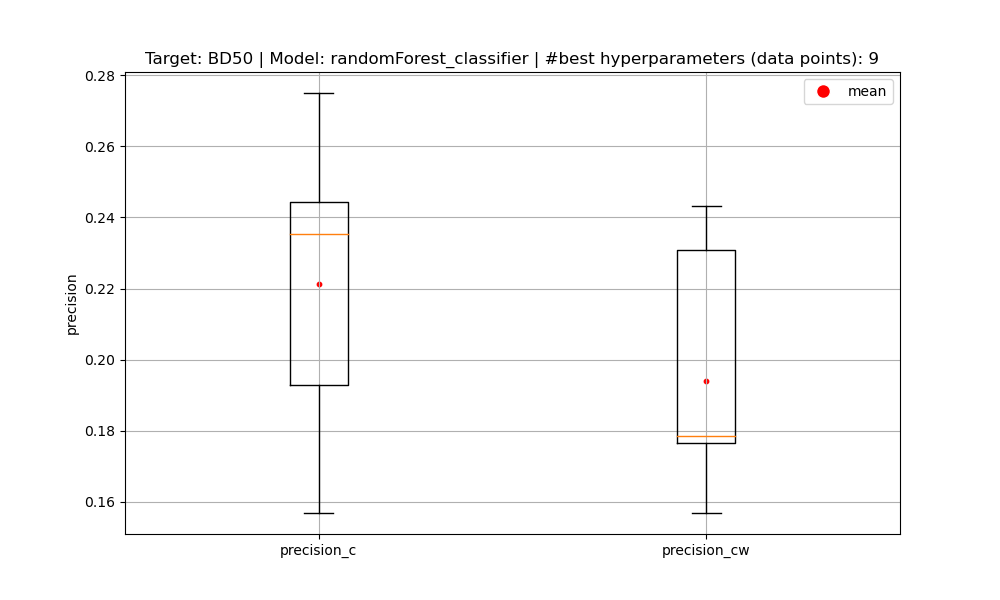 Target: BD50 | Model: randomForest_classifier | #best hyperparameters (data points): 9
mean
0.28
0.26
0.24
0.22
0.20
0.18
0.16
precision
precision_c
precision_cw